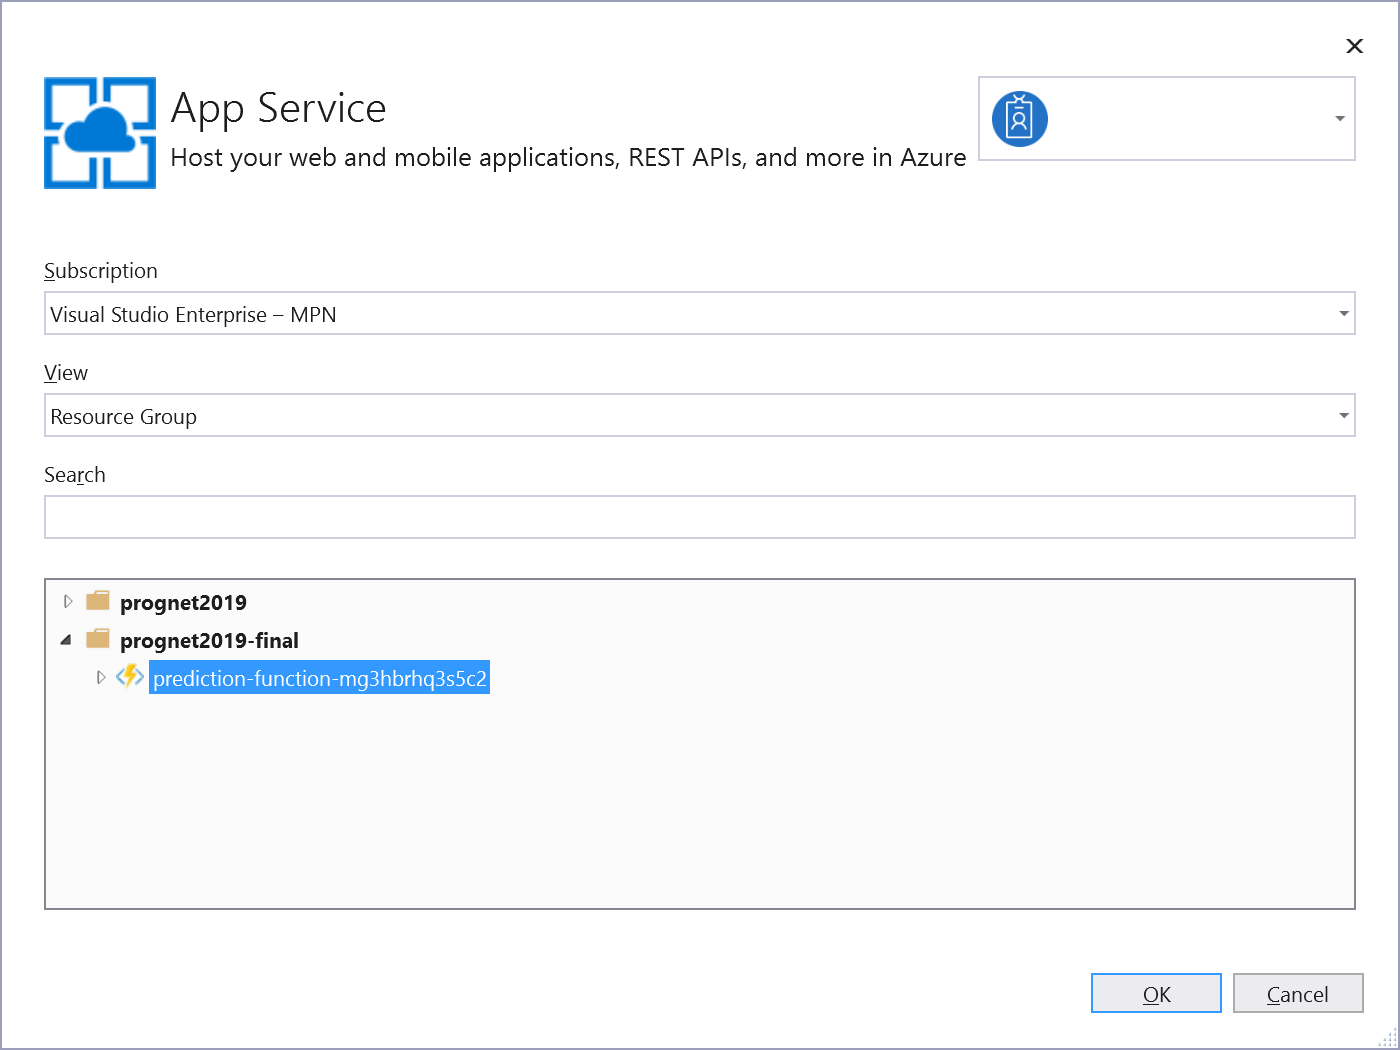 App Service
Host your web and mobile applications, REST APIs, and more in Azure
Subscription
Visual Studio Enterprise – MPN
View
Resource Group
Search
prognet2019
prognet2019-final
prediction-function-mg3hbrhq3s5c2
OK
Cancel